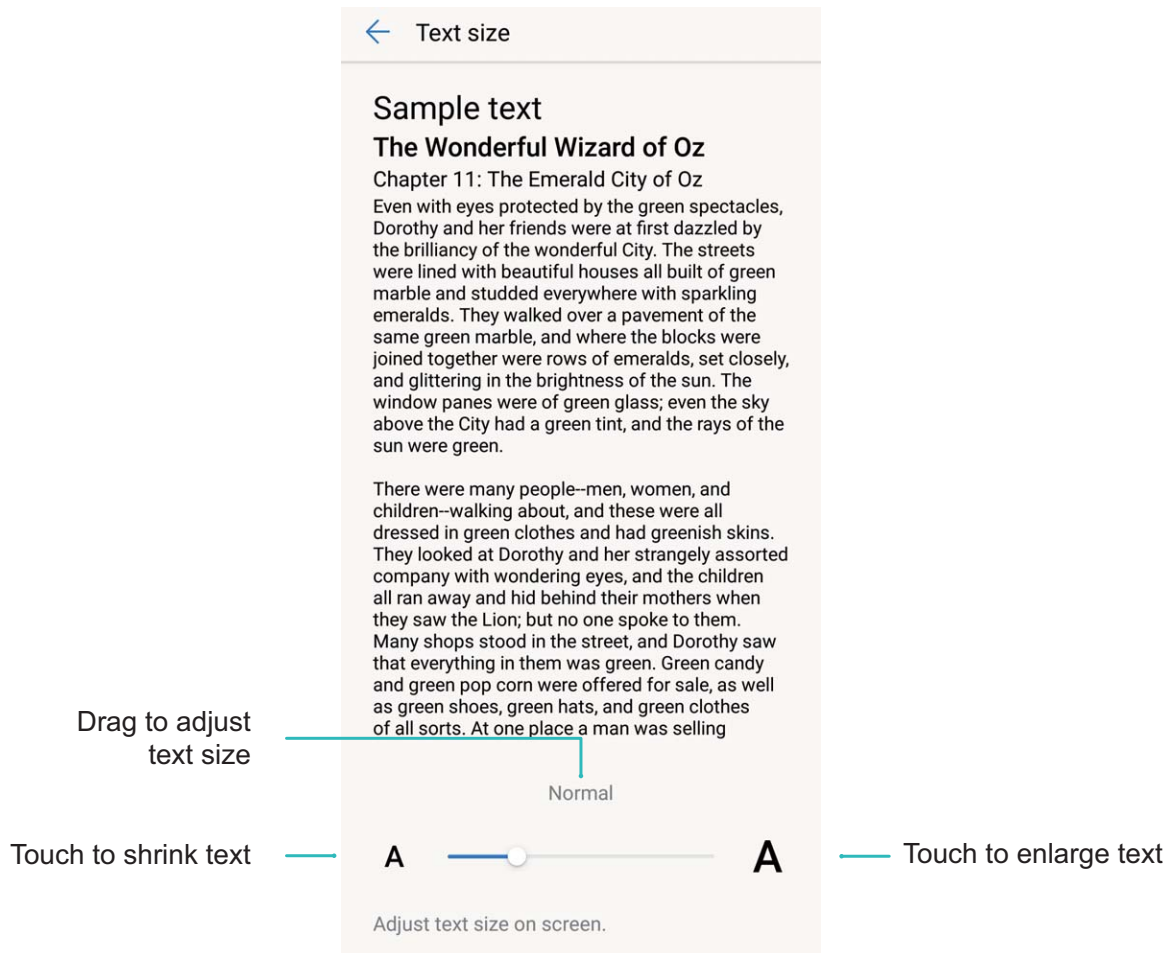 Text size
Sample text
The Wonderful Wizard of Oz
Chapter 11: The Emerald City of Oz
Even with eyes protected by the green spectacles,
Dorothy and her friends were at first dazzled by
the brilliancy of the wonderful City. The streets
were lined with beautiful houses all built of green
marble and studded everywhere with sparkling
emeralds. They walked over a pavement of the
same green marble, and where the blocks were
joined together were rows of emeralds, set closely,
and glittering in the brightness of the sun. The
window panes were of green glass; even the sky
above the City had a green tint, and the rays of the
sun were green.
There were many people--men, women, and
children--walking about, and these were all
dressed in green clothes and had greenish skins.
They looked at Dorothy and her strangely assorted
company with wondering eyes, and the children
all ran away and hid behind their mothers when
they saw the Lion; but no one spoke to them.
Many shops stood in the street, and Dorothy saw
that everything in them was green. Green candy
and green pop corn were offered for sale, as well
as green shoes, green hats, and green clothes
of all sorts. At one place a man was selling
Drag to adjust
text size
Normal
Touch to shrink text
A
A
Touch to enlarge text
Adjust text size on screen.